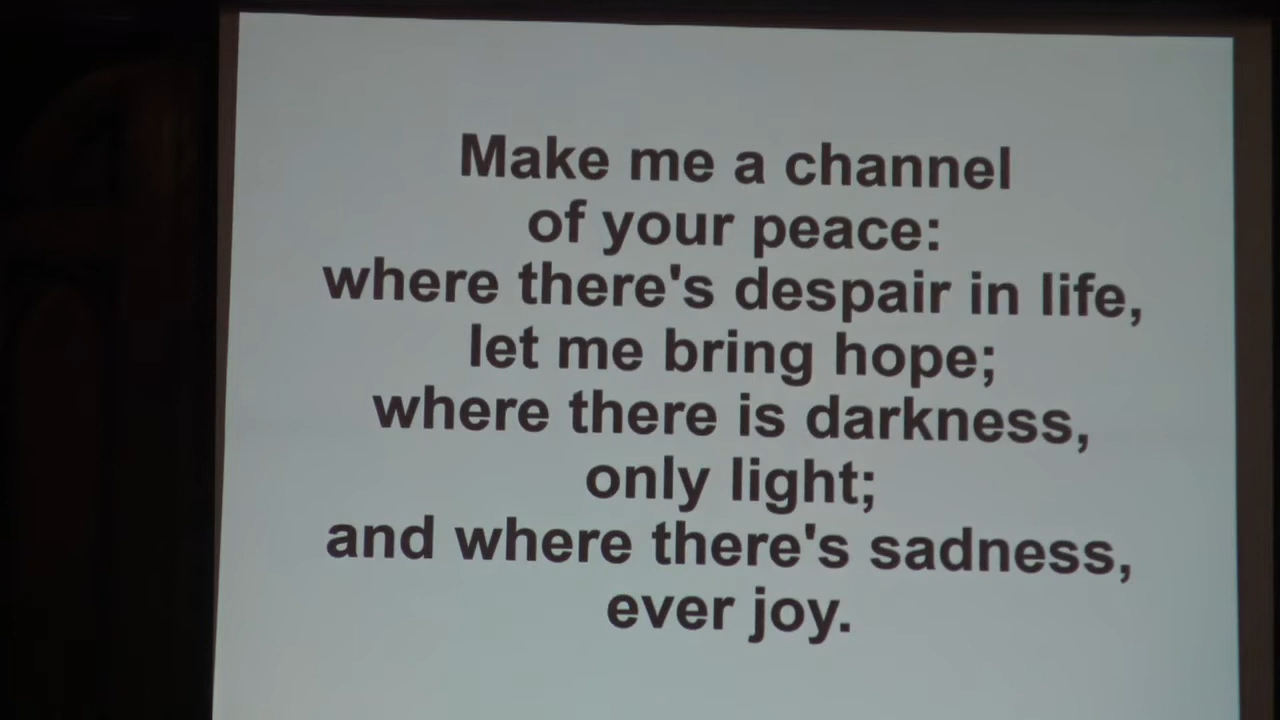 Make me a channel
of your peace:
where there's despair in life,
let me bring hope;
where there is darkness,
only light;
and where there's sadness,
ever joy.